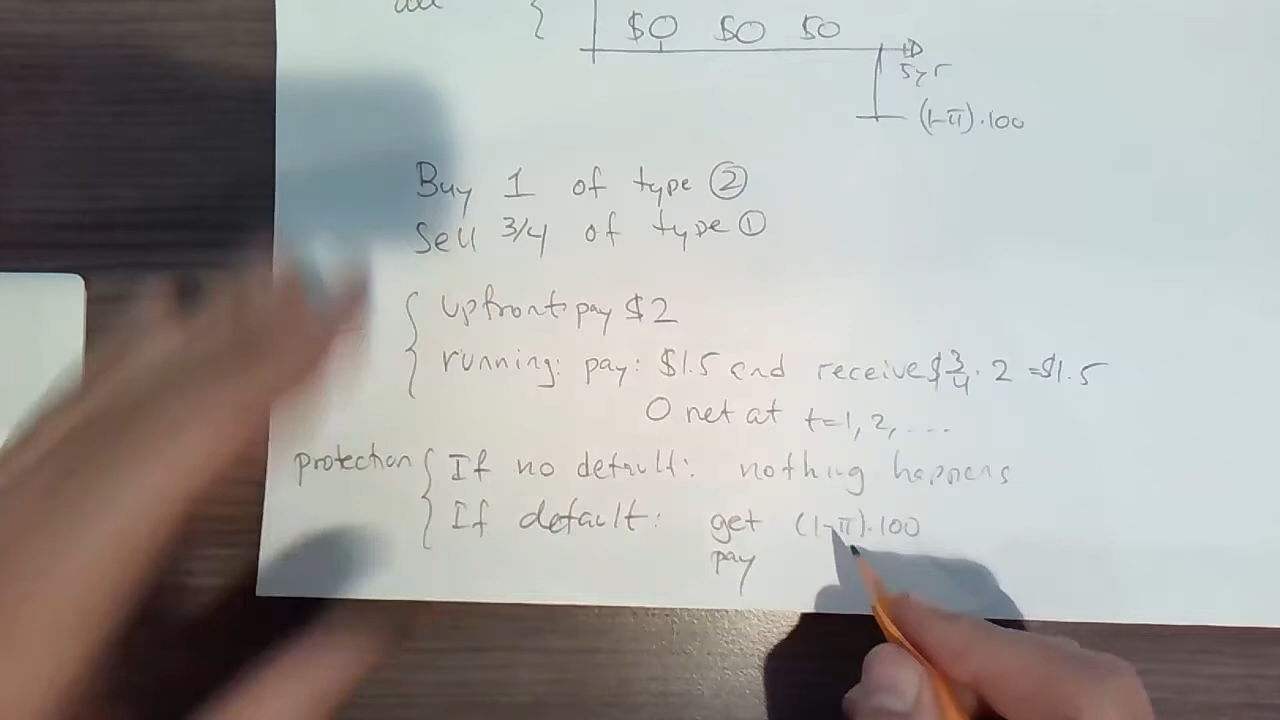 $0 $0 $0
5yr
(1-π).100
Buy 1 of type ②
Sell 3/4 of type ①
upfront: pay $2
running: pay: $1.5 and receive $3/4 . 2 = $1.5
0 net at t=1, 2, ....
protection { If no default: nothing happens
If default: get (1-π).100
pay